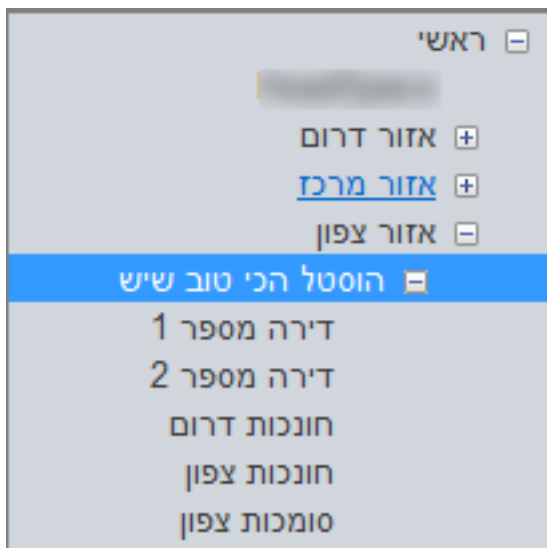 ראשי
אזור דרום
אזור מרכז
אזור צפון
הוסטל הכי טוב שיש
דירה מספר 1
דירה מספר 2
חונכות דרום
חונכות צפון
סומכות צפון